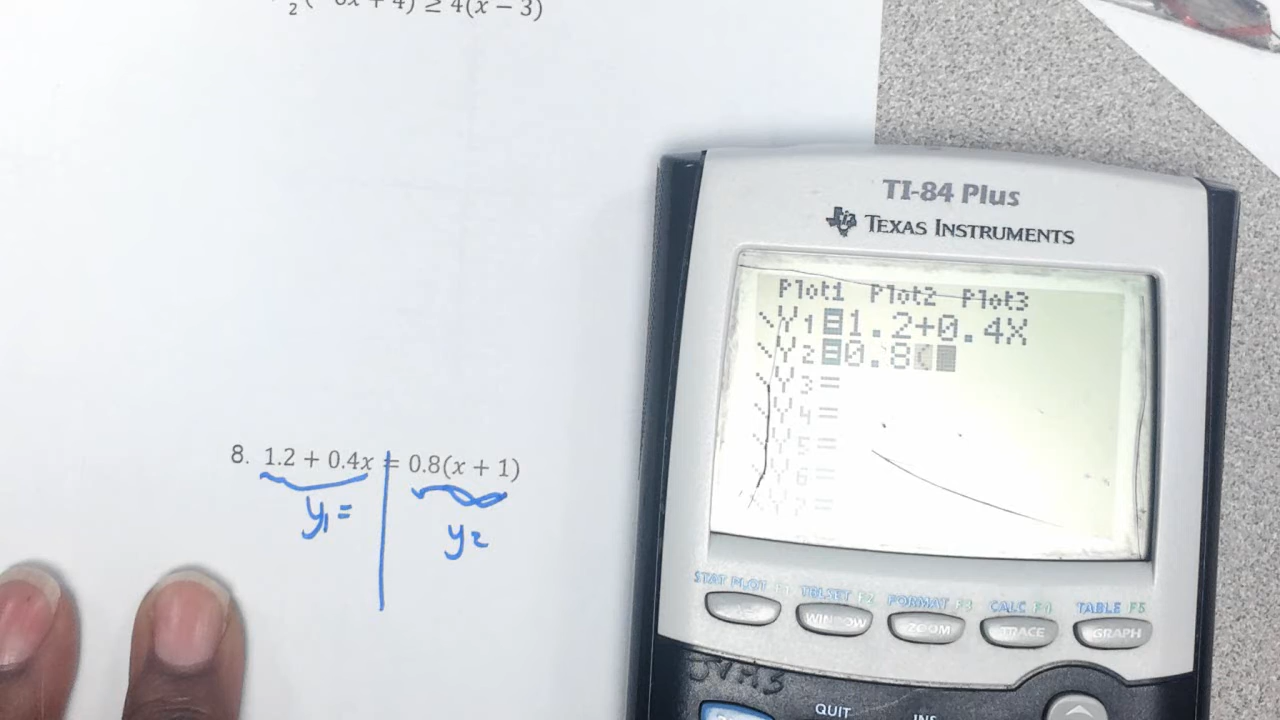 4(x − 3)
TI-84 Plus
TEXAS INSTRUMENTS
Plot1 Plot2 Plot3
\Y1=1.2+0.4X
\Y2=0.8(
\Y3=
\Y4=
\Y5=
\Y6=
\Y7=
8. 1.2 + 0.4x = 0.8(x + 1)
y1=
y2
STAT PLOT F1 TBLSET F2 FORMAT F3 CALC F4 TABLE F5
WINDOW ZOOM TRACE GRAPH
QUIT INS